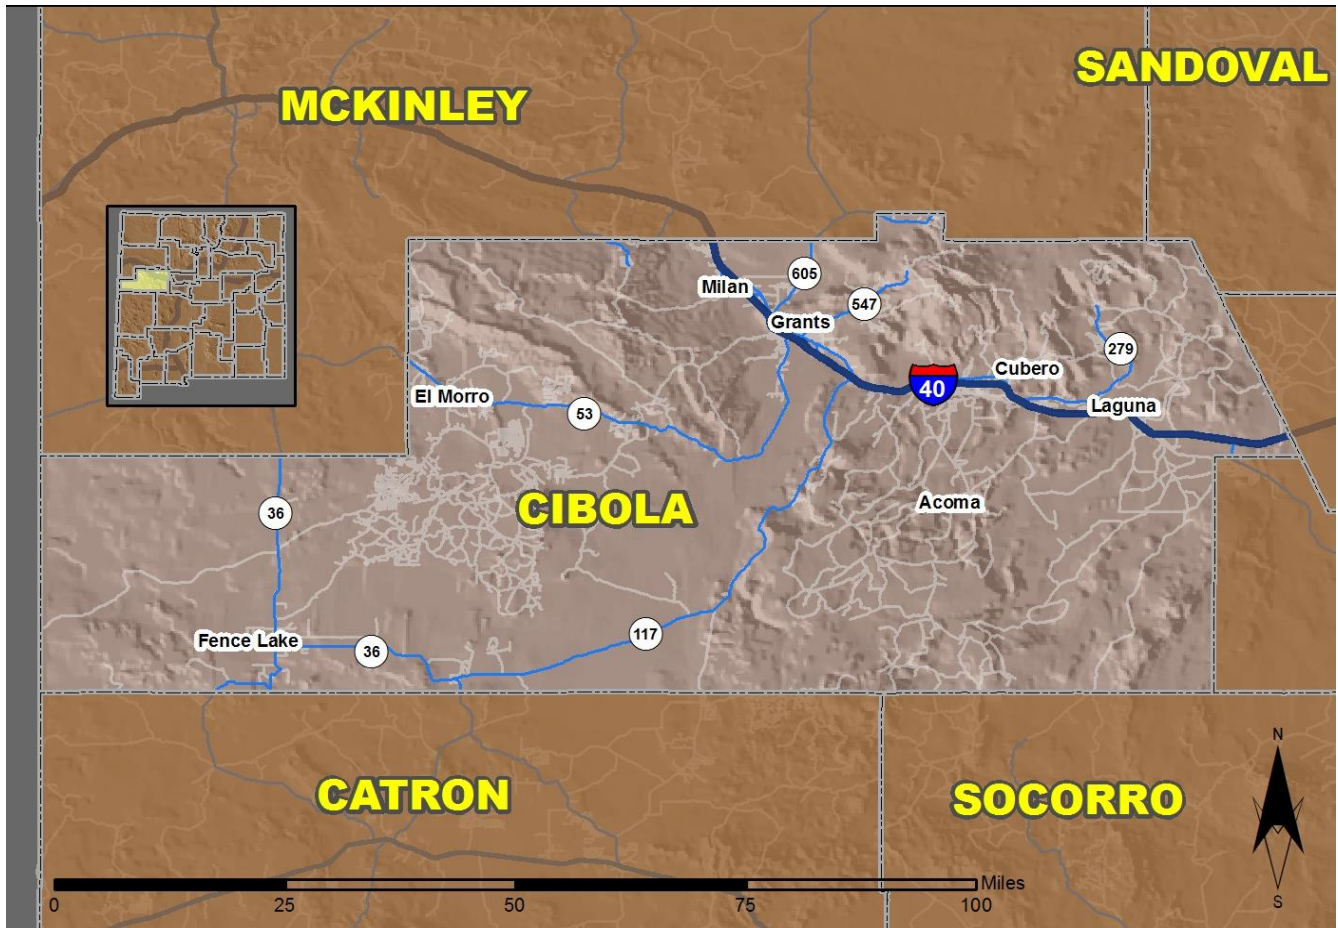 SANDOVAL
MCKINLEY
605
Milan
547
Grants
279
Cubero
40
El Morro
53
Laguna
CIBOLA
Acoma
36
Fence Lake
117
36
N
CATRON
SOCORRO
Miles
0 25 50 75 100
S